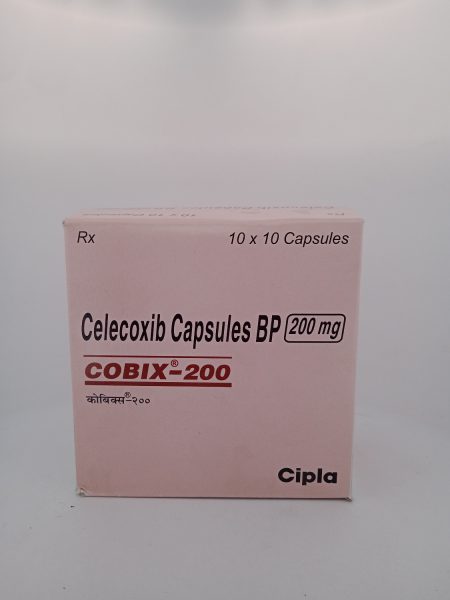 Rx 10 x 10 Capsules
Celecoxib Capsules BP 200 mg
COBIX®-200
कोबिक्स®-२००
Cipla